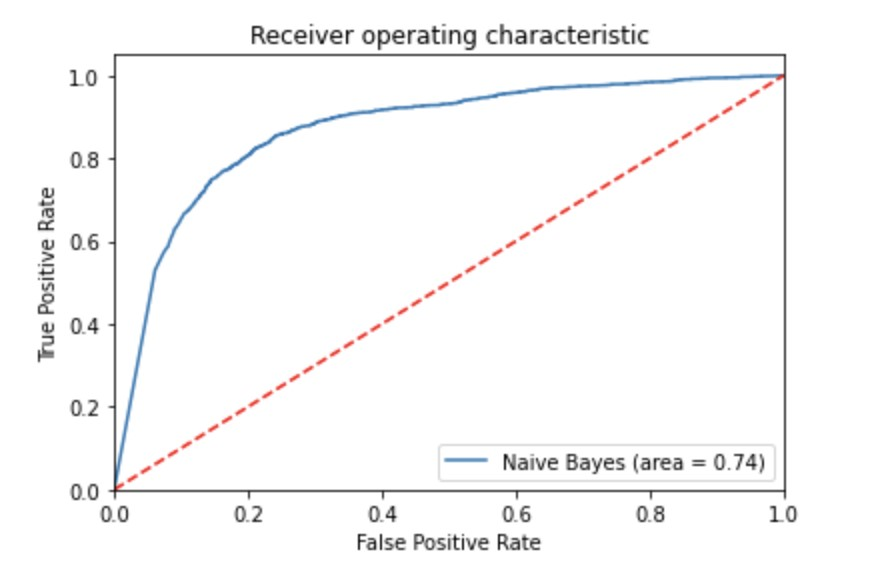 Receiver operating characteristic
1.0
0.8
0.6
0.4
0.2
0.0
True Positive Rate
Naive Bayes (area = 0.74)
0.0 0.2 0.4 0.6 0.8 1.0
False Positive Rate